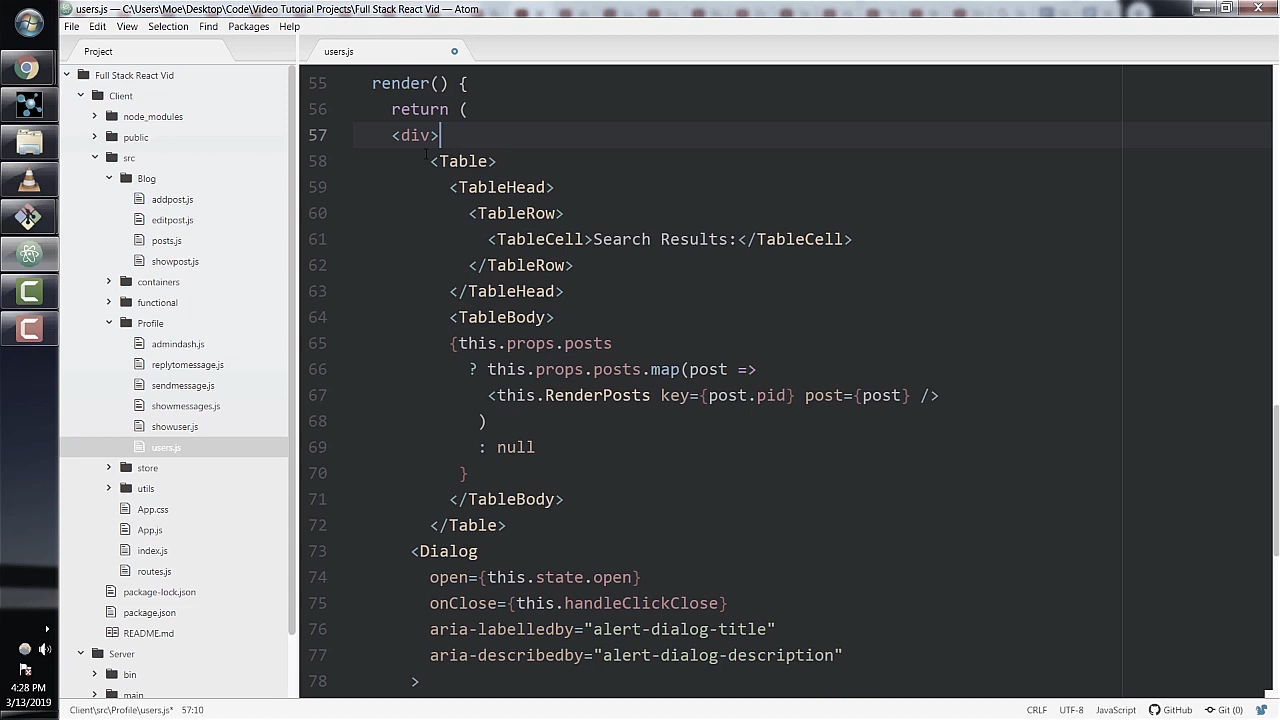 users.js — C:\Users\Moe\Desktop\Code\Video Tutorial Projects\Full Stack React Vid — Atom
File Edit View Selection Find Packages Help
Project
users.js
Full Stack React Vid
Client
node_modules
public
src
Blog
addpost.js
editpost.js
posts.js
showpost.js
containers
functional
Profile
admindash.js
replytomessage.js
sendmessage.js
showmessages.js
showuser.js
users.js
store
utils
App.css
App.js
index.js
routes.js
package-lock.json
package.json
README.md
Server
bin
main
55 render() {
56 return (
57 <div>
58 <Table>
59 <TableHead>
60 <TableRow>
61 <TableCell>Search Results:</TableCell>
62 </TableRow>
63 </TableHead>
64 <TableBody>
65 {this.props.posts
66 ? this.props.posts.map(post =>
67 <this.RenderPosts key={post.pid} post={post} />
68 )
69 : null
70 }
71 </TableBody>
72 </Table>
73 <Dialog
74 open={this.state.open}
75 onClose={this.handleClickClose}
76 aria-labelledby="alert-dialog-title"
77 aria-describedby="alert-dialog-description"
78 >
4:28 PM
3/13/2019
Client\src\Profile\users.js* 57:10
CRLF UTF-8 JavaScript GitHub Git (0)